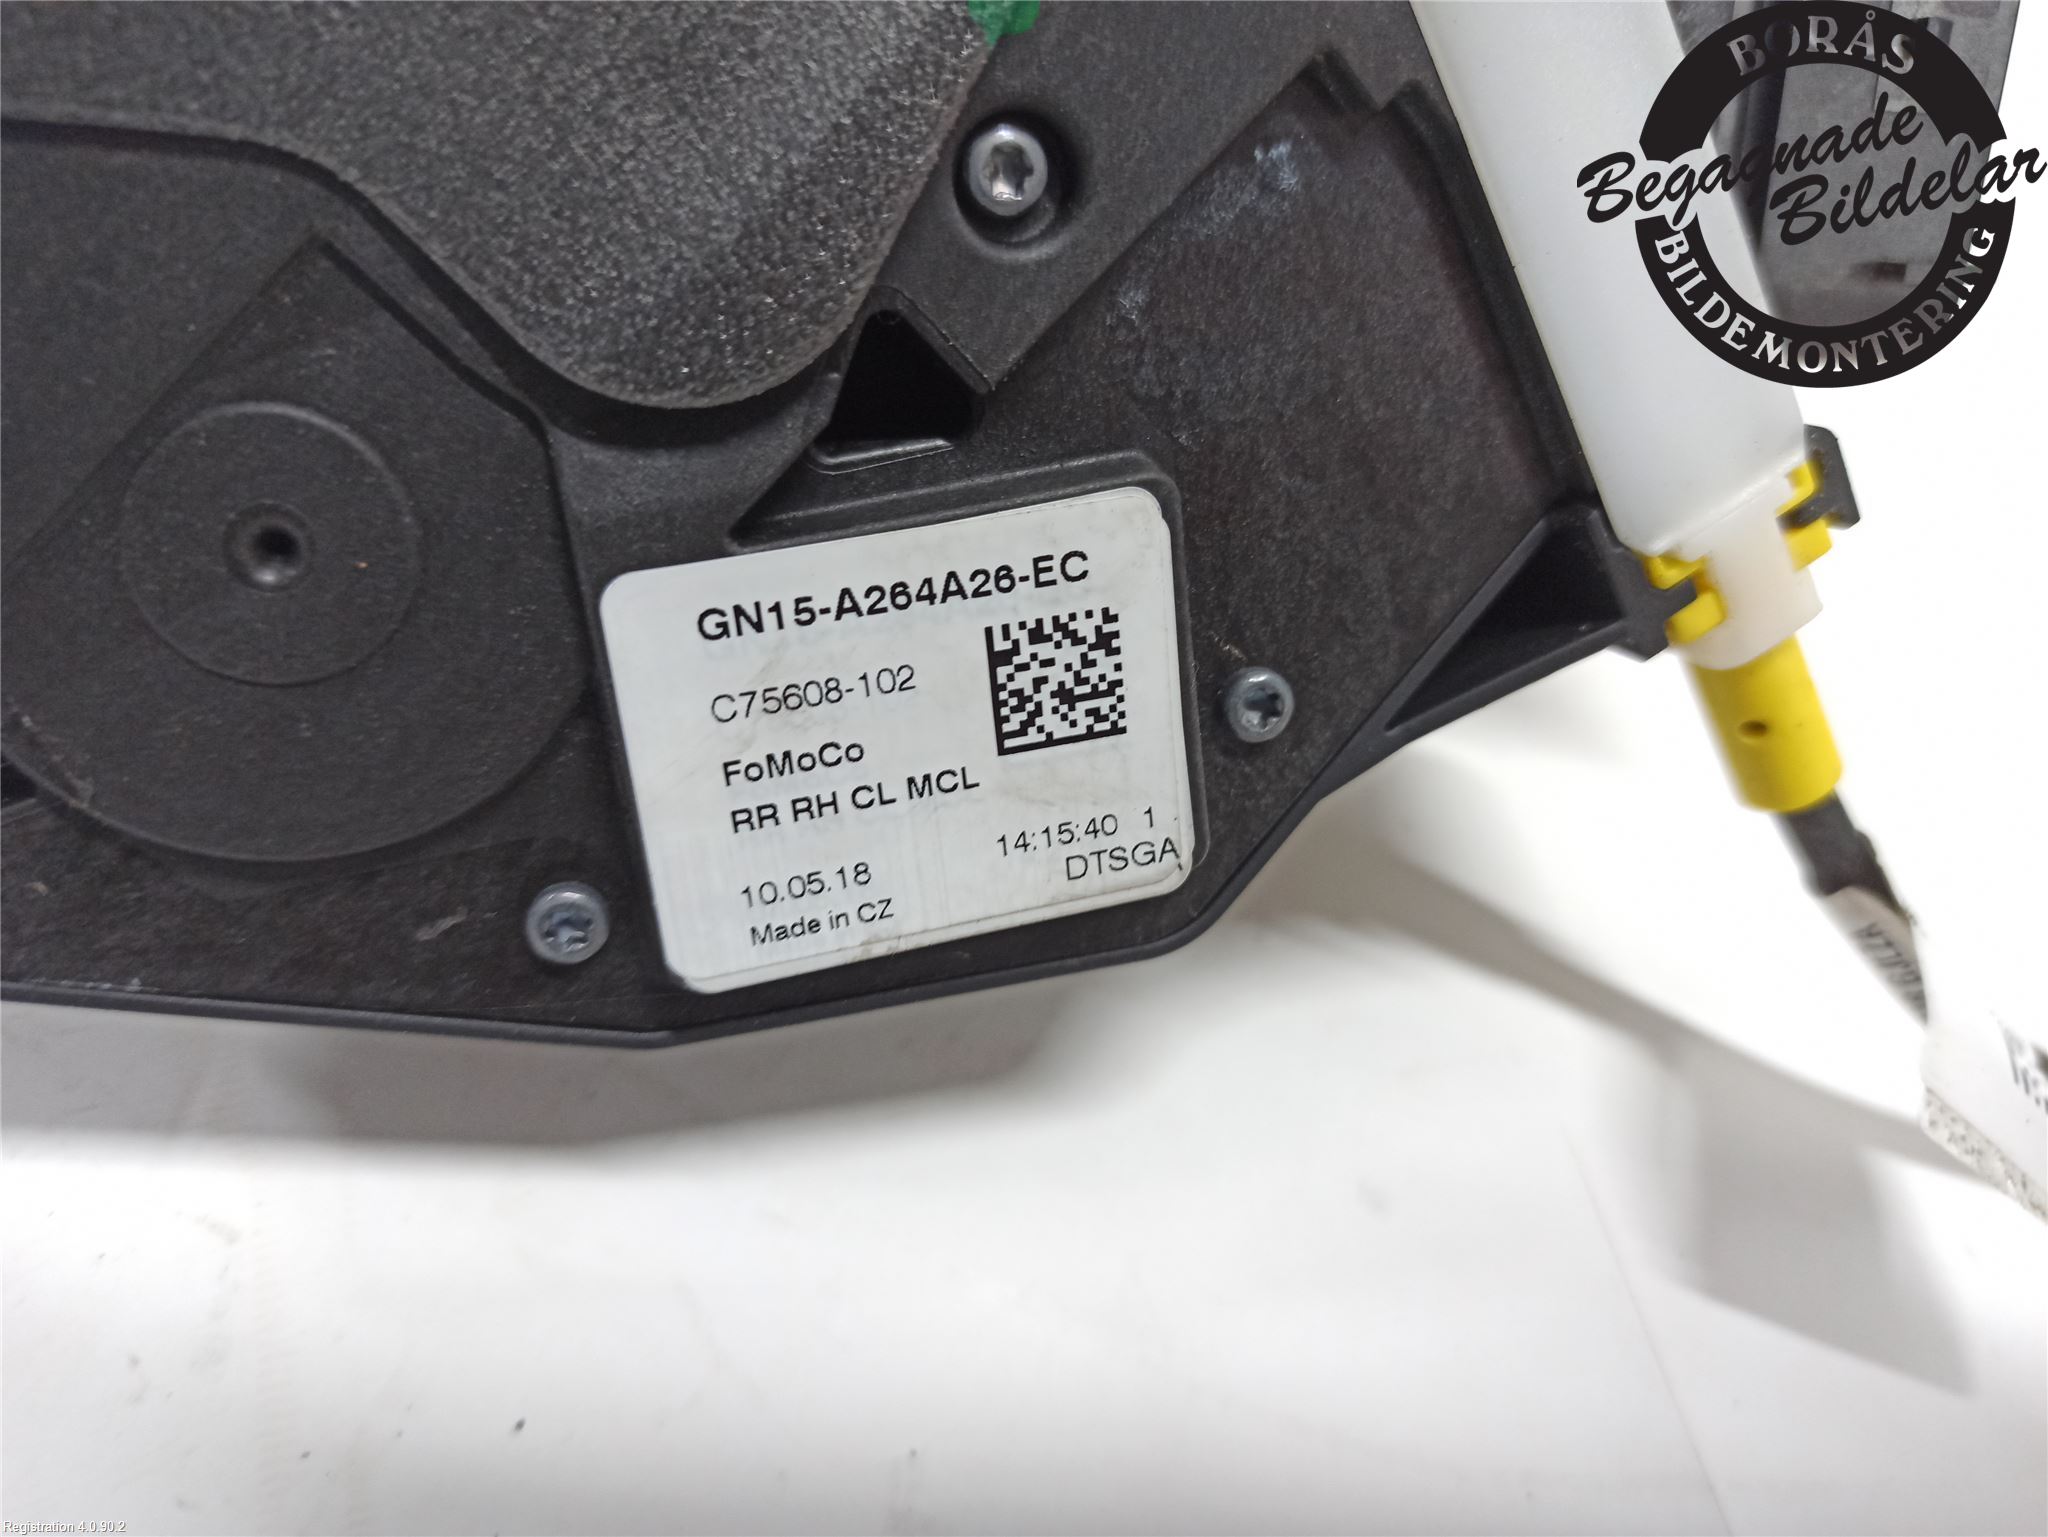 BORÅS
Begagnade
Bildelar
BILDEMONTERING
GN15-A264A26-EC
C75608-102
FoMoCo
RR RH CL MCL
14:15:40 1
DTSGA
10.05.18
Made in CZ
Registration 4.0.90.2